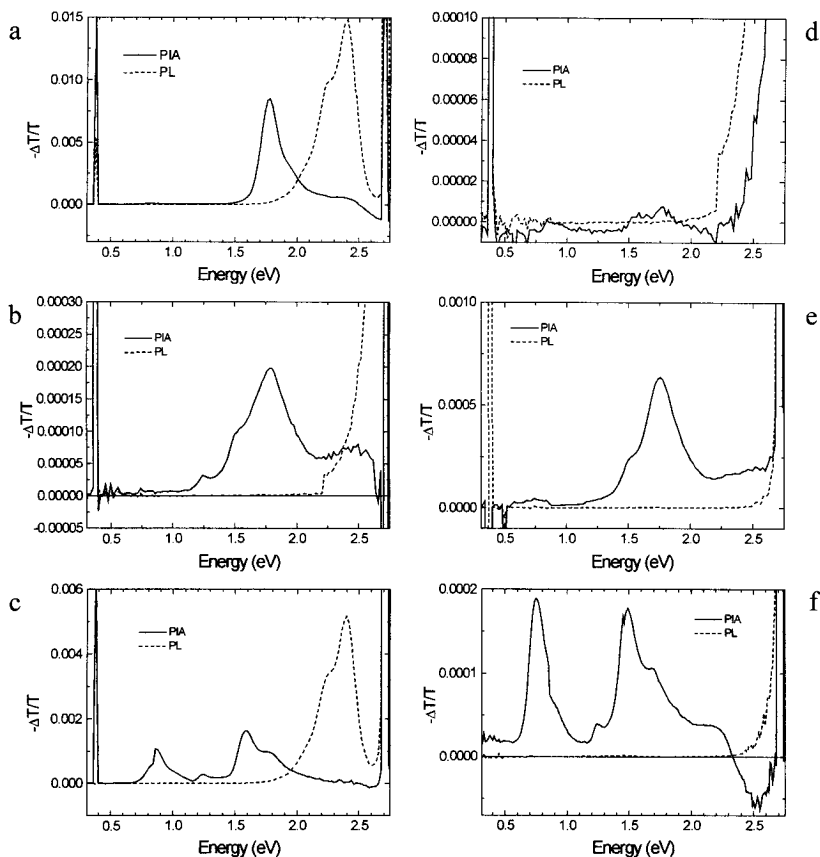 a
0.015
0.010
0.005
0.000
-ΔT/T
PIA
PL
0.5 1.0 1.5 2.0 2.5
Energy (eV)
d
0.00010
0.00008
0.00006
0.00004
0.00002
0.00000
-ΔT/T
PIA
PL
0.5 1.0 1.5 2.0 2.5
Energy (eV)
b
0.00030
0.00025
0.00020
0.00015
0.00010
0.00005
0.00000
-0.00005
-ΔT/T
PIA
PL
0.5 1.0 1.5 2.0 2.5
Energy (eV)
e
0.0010
0.0005
0.0000
-ΔT/T
PIA
PL
0.5 1.0 1.5 2.0 2.5
Energy (eV)
c
0.006
0.004
0.002
0.000
-ΔT/T
PIA
PL
0.5 1.0 1.5 2.0 2.5
Energy (eV)
f
0.0002
0.0001
0.0000
-ΔT/T
PIA
PL
0.5 1.0 1.5 2.0 2.5
Energy (eV)